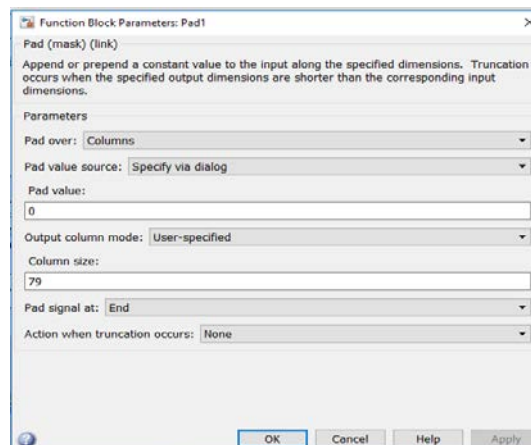 Function Block Parameters: Pad1
Pad (mask) (link)
Append or prepend a constant value to the input along the specified dimensions. Truncation
occurs when the specified output dimensions are shorter than the corresponding input
dimensions.
Parameters
Pad over: Columns
Pad value source: Specify via dialog
Pad value:
0
Output column mode: User-specified
Column size:
79
Pad signal at: End
Action when truncation occurs: None
OK Cancel Help Apply